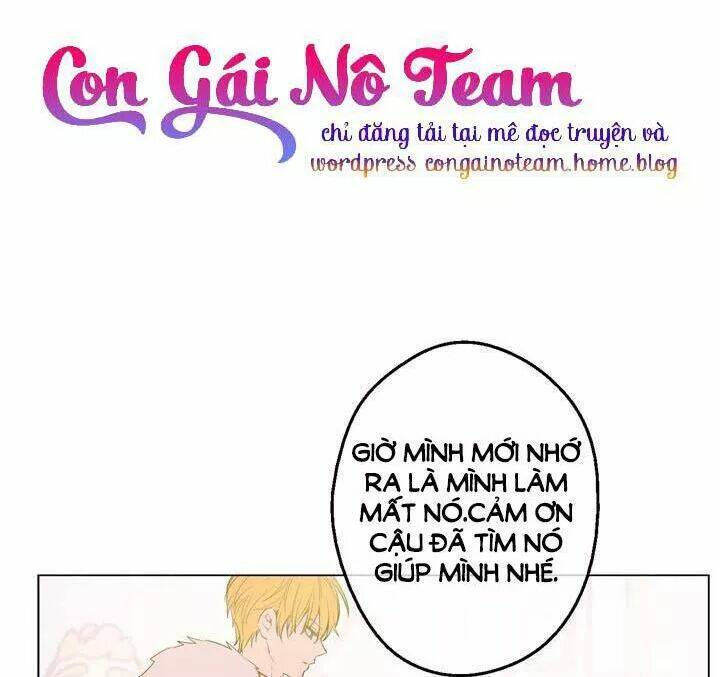 Con Gái Nô Team
chỉ đăng tải tại mê đọc truyện và
wordpress congainoteam.home.blog
GIỜ MÌNH MỚI NHỚ
RA LÀ MÌNH LÀM
MẤT NÓ.CẢM ƠN
CẬU ĐÃ TÌM NÓ
GIÚP MÌNH NHÉ.